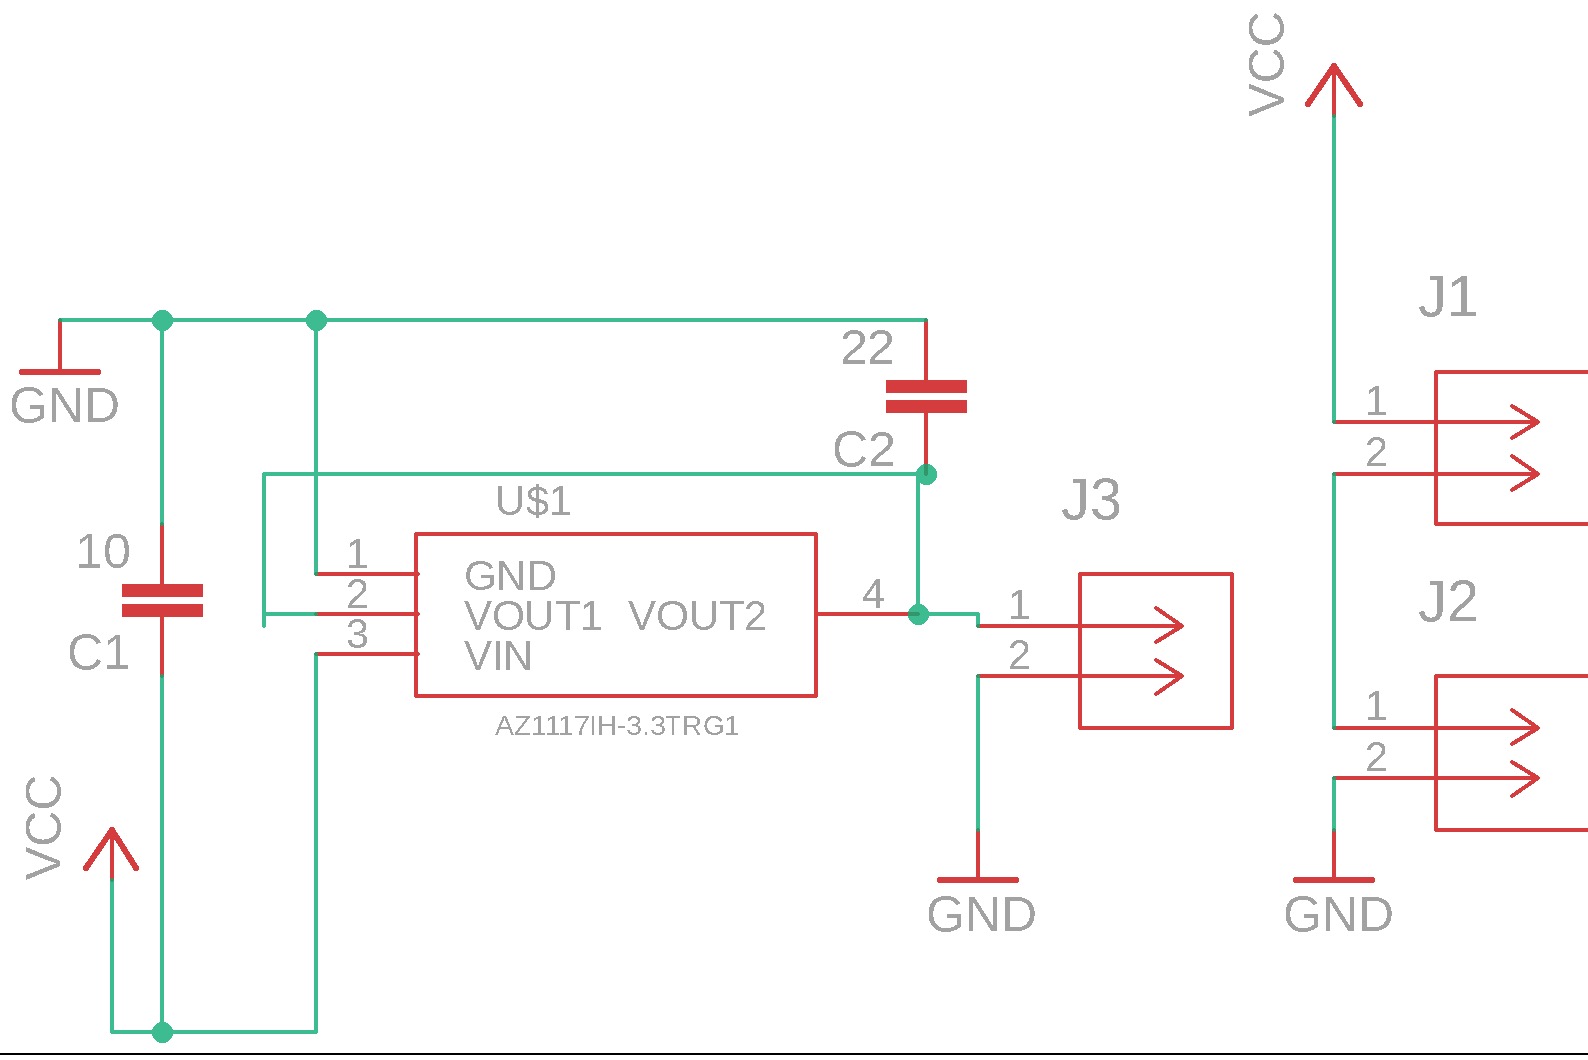 VCC
J1
1
2
GND
22
C2
U$1
J3
10
C1
1
2
3
GND
VOUT1 VOUT2
VIN
4
1
2
AZ1117IH-3.3TRG1
J2
1
2
VCC
GND
GND